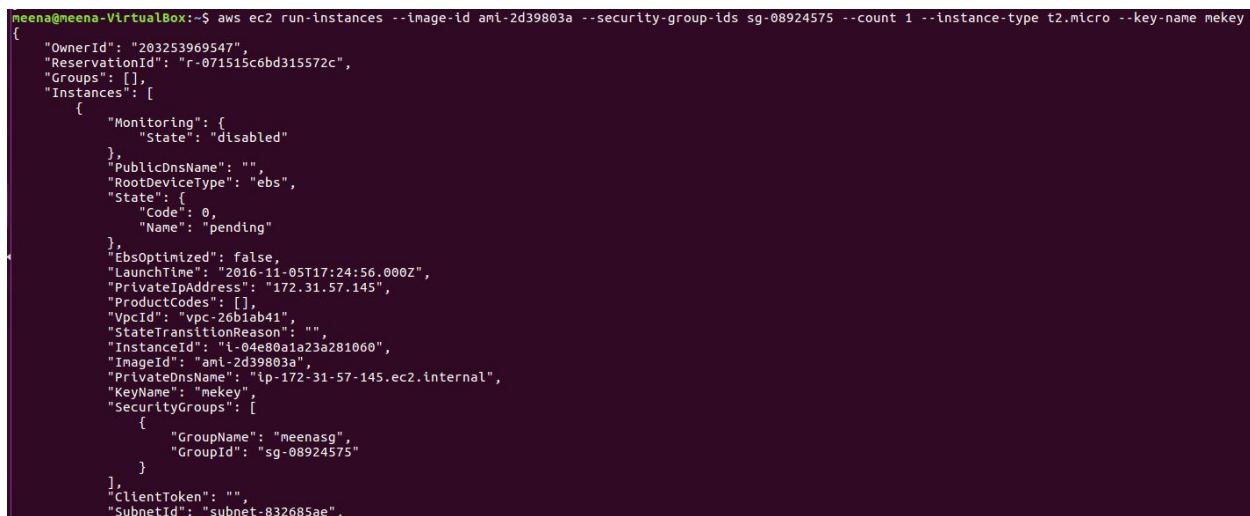 meena@meena-VirtualBox:~$ aws ec2 run-instances --image-id ami-2d39803a --security-group-ids sg-08924575 --count 1 --instance-type t2.micro --key-name mekey
{
    "OwnerId": "203253969547",
    "ReservationId": "r-071515c6bd315572c",
    "Groups": [],
    "Instances": [
        {
            "Monitoring": {
                "State": "disabled"
            },
            "PublicDnsName": "",
            "RootDeviceType": "ebs",
            "State": {
                "Code": 0,
                "Name": "pending"
            },
            "EbsOptimized": false,
            "LaunchTime": "2016-11-05T17:24:56.000Z",
            "PrivateIpAddress": "172.31.57.145",
            "ProductCodes": [],
            "VpcId": "vpc-26b1ab41",
            "StateTransitionReason": "",
            "InstanceId": "i-04e80a1a23a281060",
            "ImageId": "ami-2d39803a",
            "PrivateDnsName": "ip-172-31-57-145.ec2.internal",
            "KeyName": "mekey",
            "SecurityGroups": [
                {
                    "GroupName": "meenasg",
                    "GroupId": "sg-08924575"
                }
            ],
            "ClientToken": "",
            "SubnetId": "subnet-832685ae",